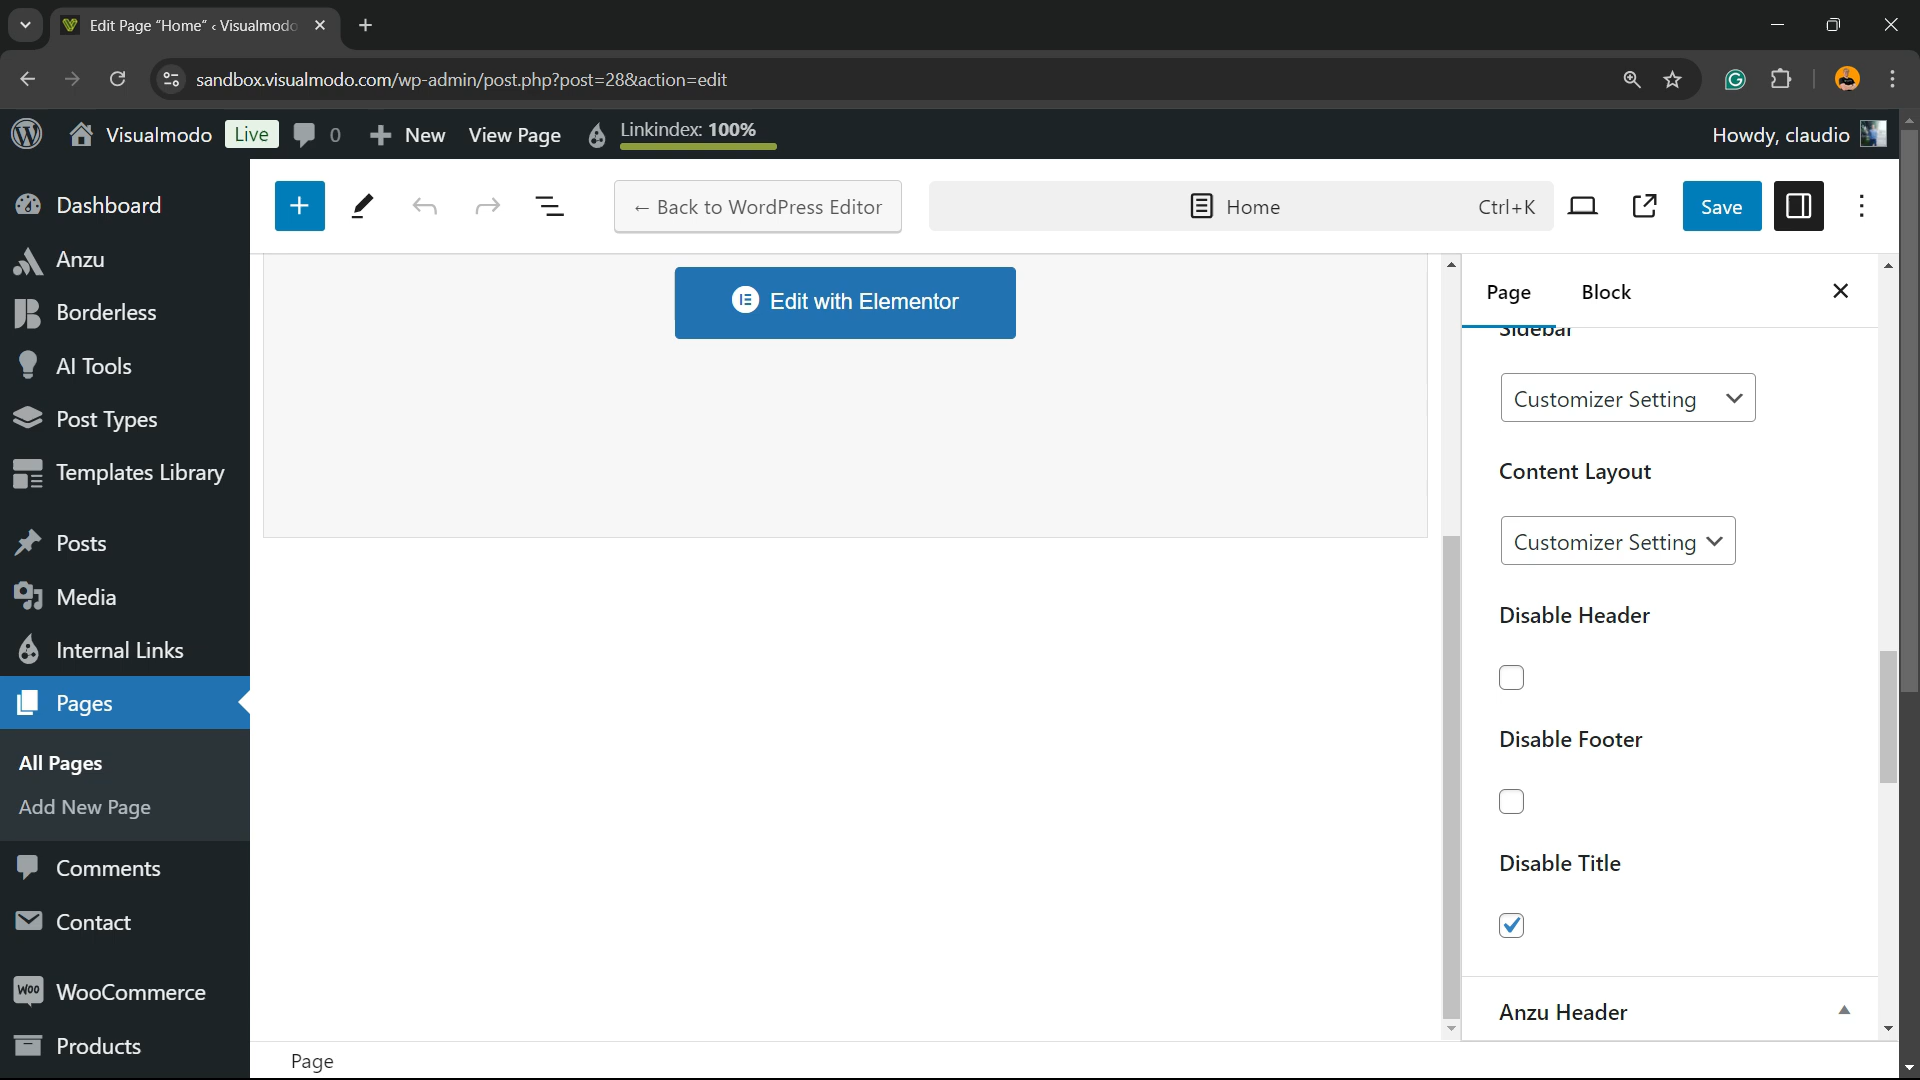 Edit Page "Home" ‹ Visualmodo
sandbox.visualmodo.com/wp-admin/post.php?post=28&action=edit
Visualmodo Live 0 New View Page Linkindex: 100% Howdy, claudio
Dashboard
Anzu
Borderless
AI Tools
Post Types
Templates Library
Posts
Media
Internal Links
Pages
All Pages
Add New Page
Comments
Contact
WOO WooCommerce
Products
← Back to WordPress Editor Home Ctrl+K Save
Edit with Elementor
Page Block
Sidebar
Customizer Setting
Content Layout
Customizer Setting
Disable Header
Disable Footer
Disable Title
Anzu Header
Page